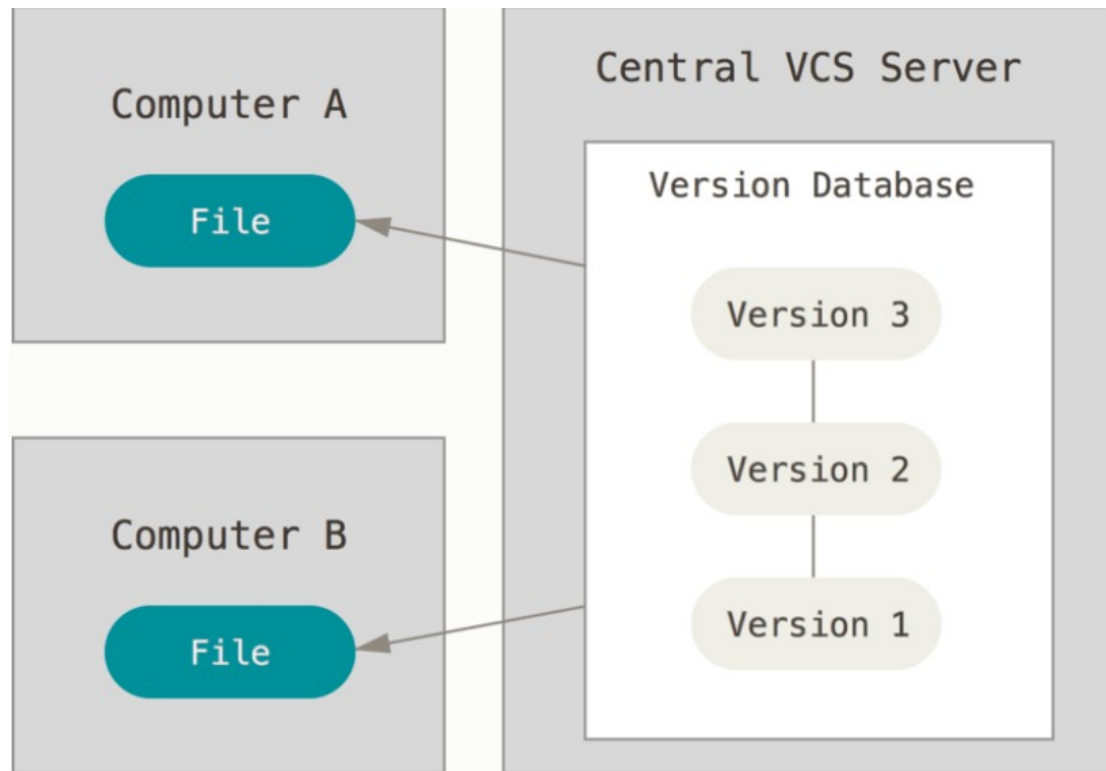 Computer A
File
Computer B
File
Central VCS Server
Version Database
Version 3
Version 2
Version 1